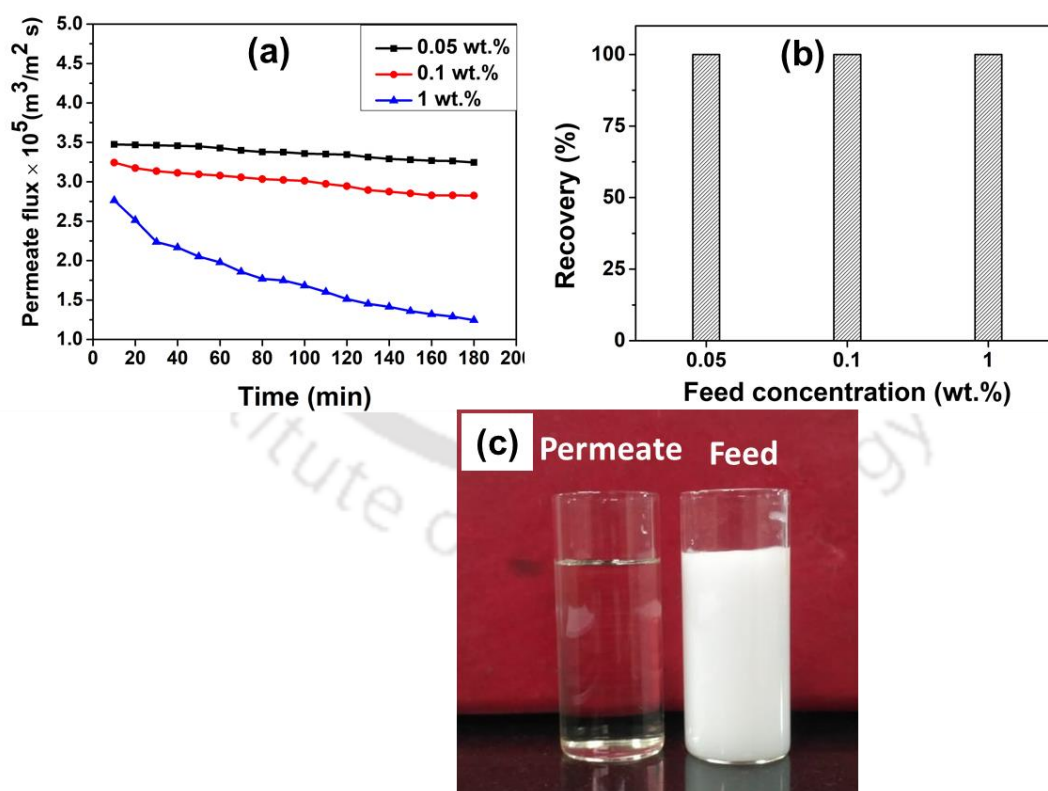 (a)
0.05 wt.%
0.1 wt.%
1 wt.%
Permeate flux × 10⁵(m³/m² s)
5.0
4.5
4.0
3.5
3.0
2.5
2.0
1.5
1.0
0 20 40 60 80 100 120 140 160 180 200
Time (min)
(b)
Recovery (%)
100
75
50
25
0
0.05 0.1 1
Feed concentration (wt.%)
(c) Permeate Feed